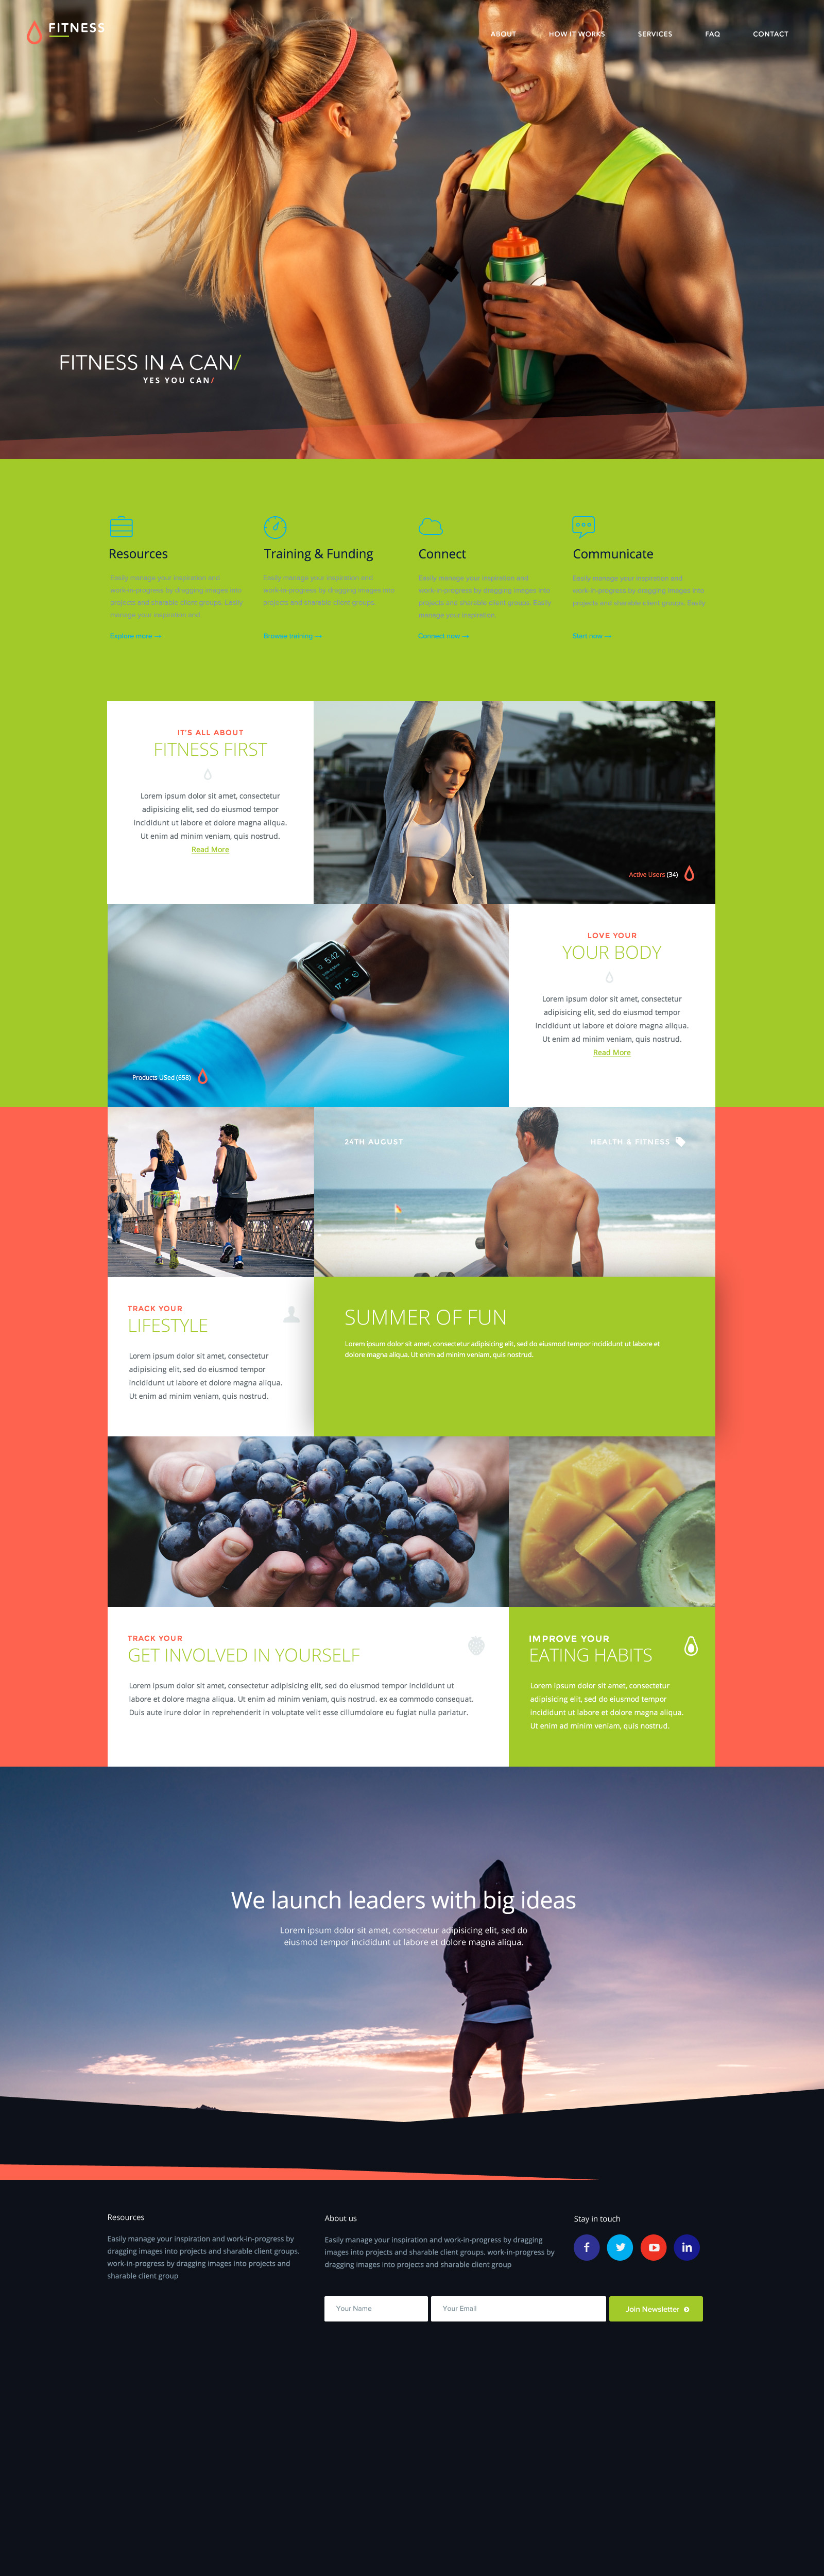 FITNESS
ABOUT HOW IT WORKS SERVICES FAQ CONTACT
FITNESS IN A CAN/
YES YOU CAN/
Resources
Easily manage your inspiration and
work-in-progress by dragging images into
projects and sharable client groups. Easily
manage your inspiration and
Explore more →
Training & Funding
Easily manage your inspiration and
work-in-progress by dragging images into
projects and sharable client groups.
Browse training →
Connect
Easily manage your inspiration and
work-in-progress by dragging images into
projects and sharable client groups. Easily
manage your inspiration
Connect now →
Communicate
Easily manage your inspiration and
work-in-progress by dragging images into
projects and sharable client groups. Easily
Start now →
IT'S ALL ABOUT
FITNESS FIRST
Lorem ipsum dolor sit amet, consectetur
adipisicing elit, sed do eiusmod tempor
incididunt ut labore et dolore magna aliqua.
Ut enim ad minim veniam, quis nostrud.
Read More
Active Users (34)
5:42
Products USed (658)
LOVE YOUR
YOUR BODY
Lorem ipsum dolor sit amet, consectetur
adipisicing elit, sed do eiusmod tempor
incididunt ut labore et dolore magna aliqua.
Ut enim ad minim veniam, quis nostrud.
Read More
24TH AUGUST
HEALTH & FITNESS
TRACK YOUR
LIFESTYLE
Lorem ipsum dolor sit amet, consectetur
adipisicing elit, sed do eiusmod tempor
incididunt ut labore et dolore magna aliqua.
Ut enim ad minim veniam, quis nostrud.
SUMMER OF FUN
Lorem ipsum dolor sit amet, consectetur adipisicing elit, sed do eiusmod tempor incididunt ut labore et
dolore magna aliqua. Ut enim ad minim veniam, quis nostrud.
TRACK YOUR
GET INVOLVED IN YOURSELF
Lorem ipsum dolor sit amet, consectetur adipisicing elit, sed do eiusmod tempor incididunt ut
labore et dolore magna aliqua. Ut enim ad minim veniam, quis nostrud. ex ea commodo consequat.
Duis aute irure dolor in reprehenderit in voluptate velit esse cillumdolore eu fugiat nulla pariatur.
IMPROVE YOUR
EATING HABITS
Lorem ipsum dolor sit amet, consectetur
adipisicing elit, sed do eiusmod tempor
incididunt ut labore et dolore magna aliqua.
Ut enim ad minim veniam, quis nostrud.
We launch leaders with big ideas
Lorem ipsum dolor sit amet, consectetur adipisicing elit, sed do
eiusmod tempor incididunt ut labore et dolore magna aliqua.
Resources
Easily manage your inspiration and work-in-progress by
dragging images into projects and sharable client groups.
work-in-progress by dragging images into projects and
sharable client group
About us
Easily manage your inspiration and work-in-progress by dragging
images into projects and sharable client groups. work-in-progress by
dragging images into projects and sharable client group
Stay in touch
Your Name
Your Email
Join Newsletter